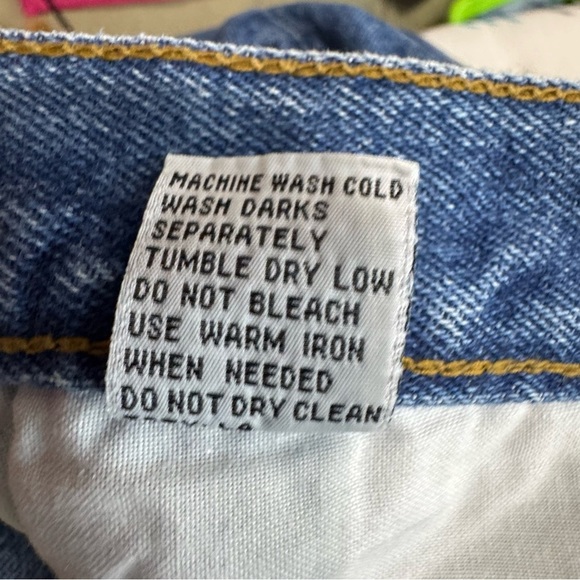 MACHINE WASH COLD
WASH DARKS
SEPARATELY
TUMBLE DRY LOW
DO NOT BLEACH
USE WARM IRON
WHEN NEEDED
DO NOT DRY CLEAN